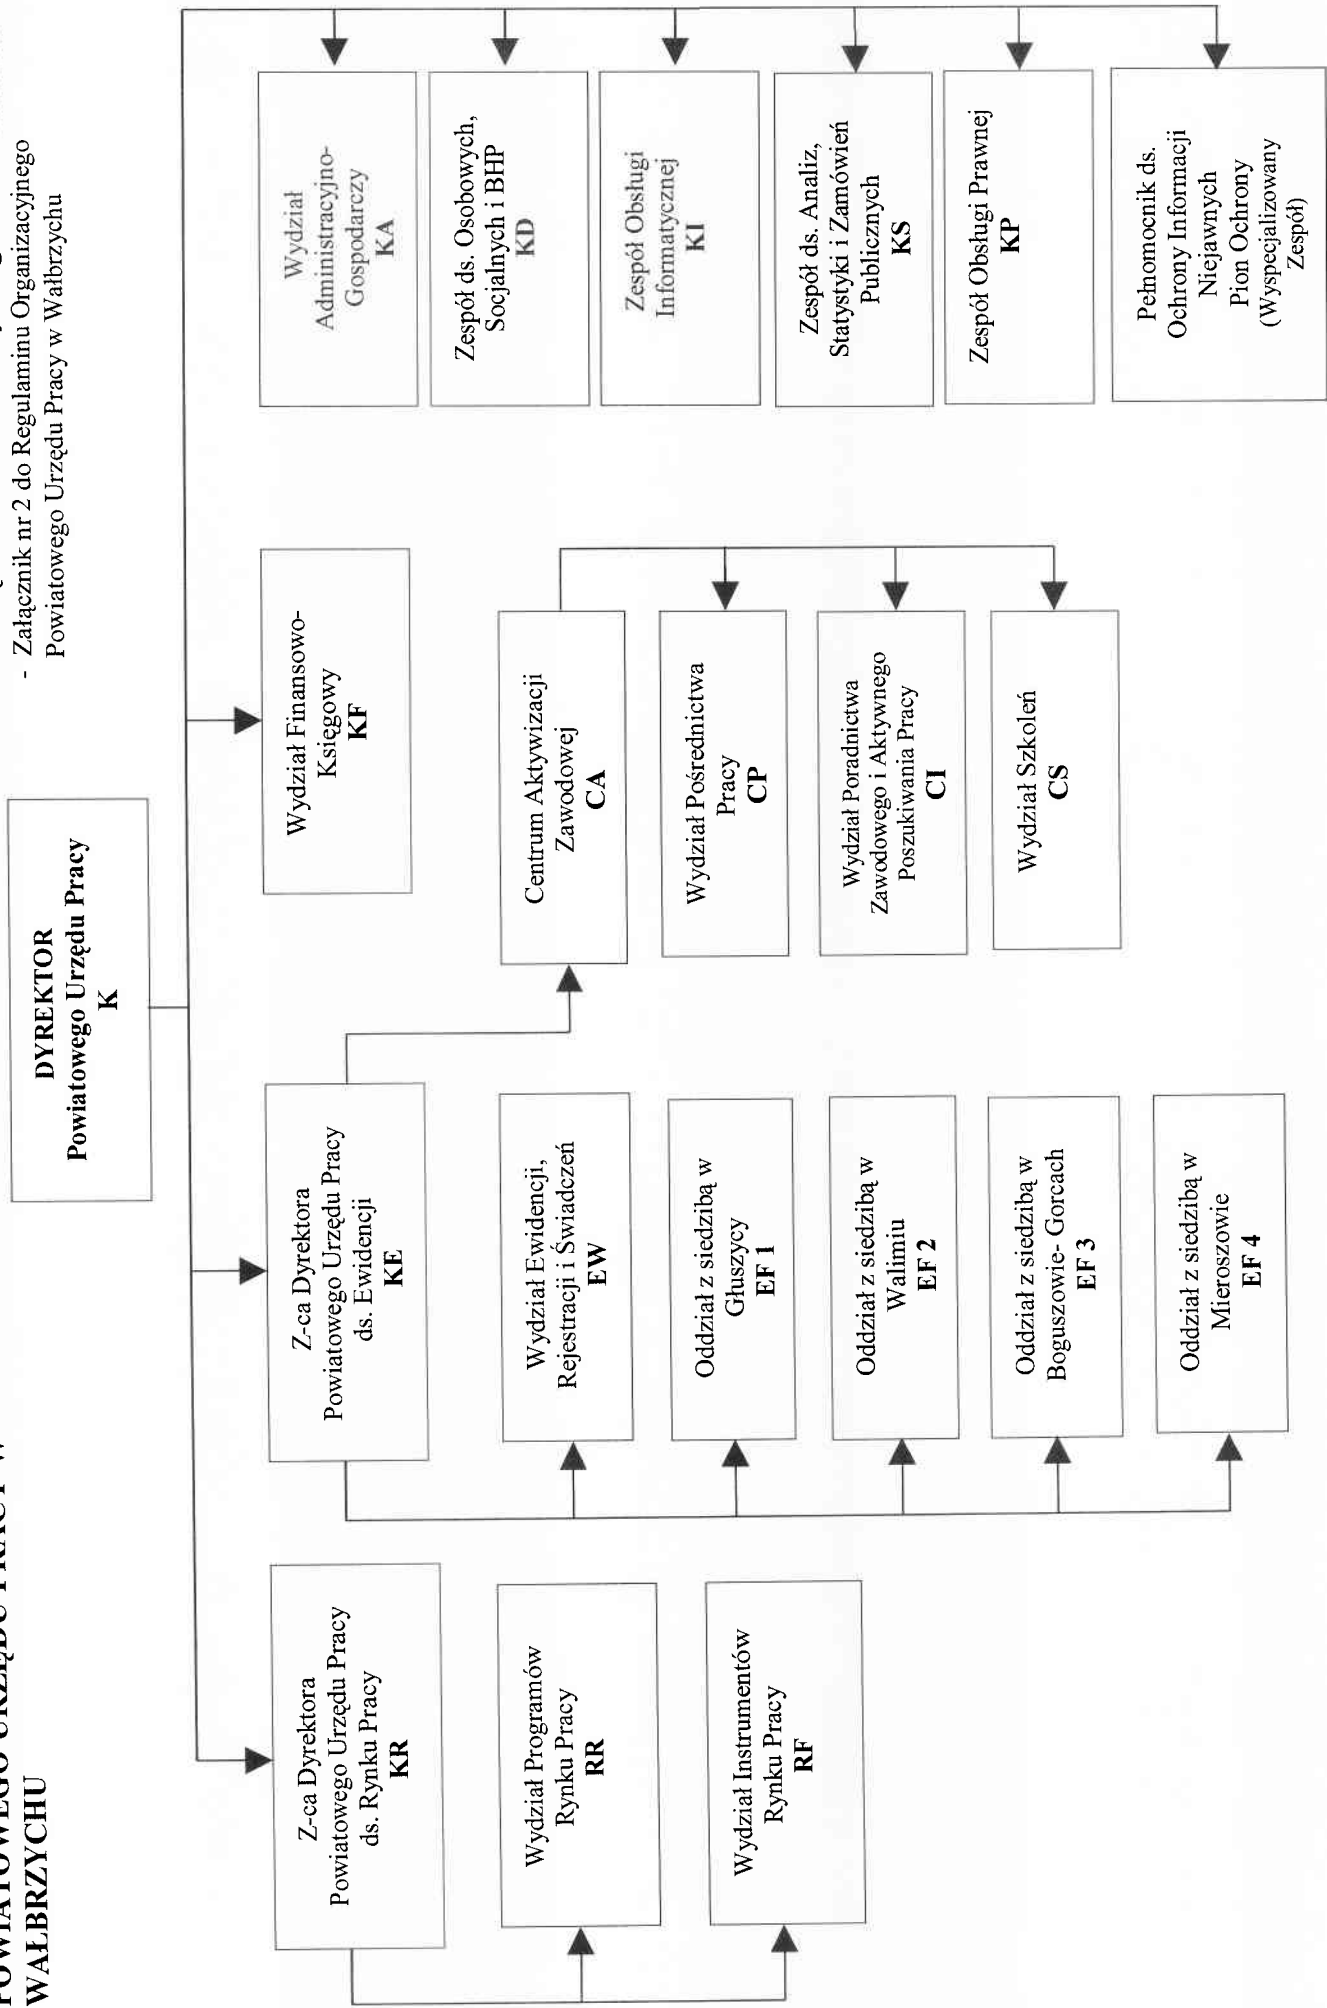 POWIATOWEGO URZĘDU PRACY W
WAŁBRZYCHU
- Załącznik nr 2 do Regulaminu Organizacyjnego
Powiatowego Urzędu Pracy w Wałbrzychu
DYREKTOR
Powiatowego Urzędu Pracy
K
Z-ca Dyrektora
Powiatowego Urzędu Pracy
ds. Rynku Pracy
KR
Wydział Programów
Rynku Pracy
RR
Wydział Instrumentów
Rynku Pracy
RF
Z-ca Dyrektora
Powiatowego Urzędu Pracy
ds. Ewidencji
KE
Wydział Ewidencji,
Rejestracji i Świadczeń
EW
Oddział z siedzibą w
Głuszycy
EF 1
Oddział z siedzibą w
Walimiu
EF 2
Oddział z siedzibą w
Boguszowie- Gorcach
EF 3
Oddział z siedzibą w
Mieroszowie
EF 4
Wydział Finansowo-
Księgowy
KF
Centrum Aktywizacji
Zawodowej
CA
Wydział Pośrednictwa
Pracy
CP
Wydział Poradnictwa
Zawodowego i Aktywnego
Poszukiwania Pracy
CI
Wydział Szkoleń
CS
Wydział
Administracyjno-
Gospodarczy
KA
Zespół ds. Osobowych,
Socjalnych i BHP
KD
Zespół Obsługi
Informatycznej
KI
Zespół ds. Analiz,
Statystyki i Zamówień
Publicznych
KS
Zespół Obsługi Prawnej
KP
Pełnomocnik ds.
Ochrony Informacji
Niejawnych
Pion Ochrony
(Wyspecjalizowany
Zespół)